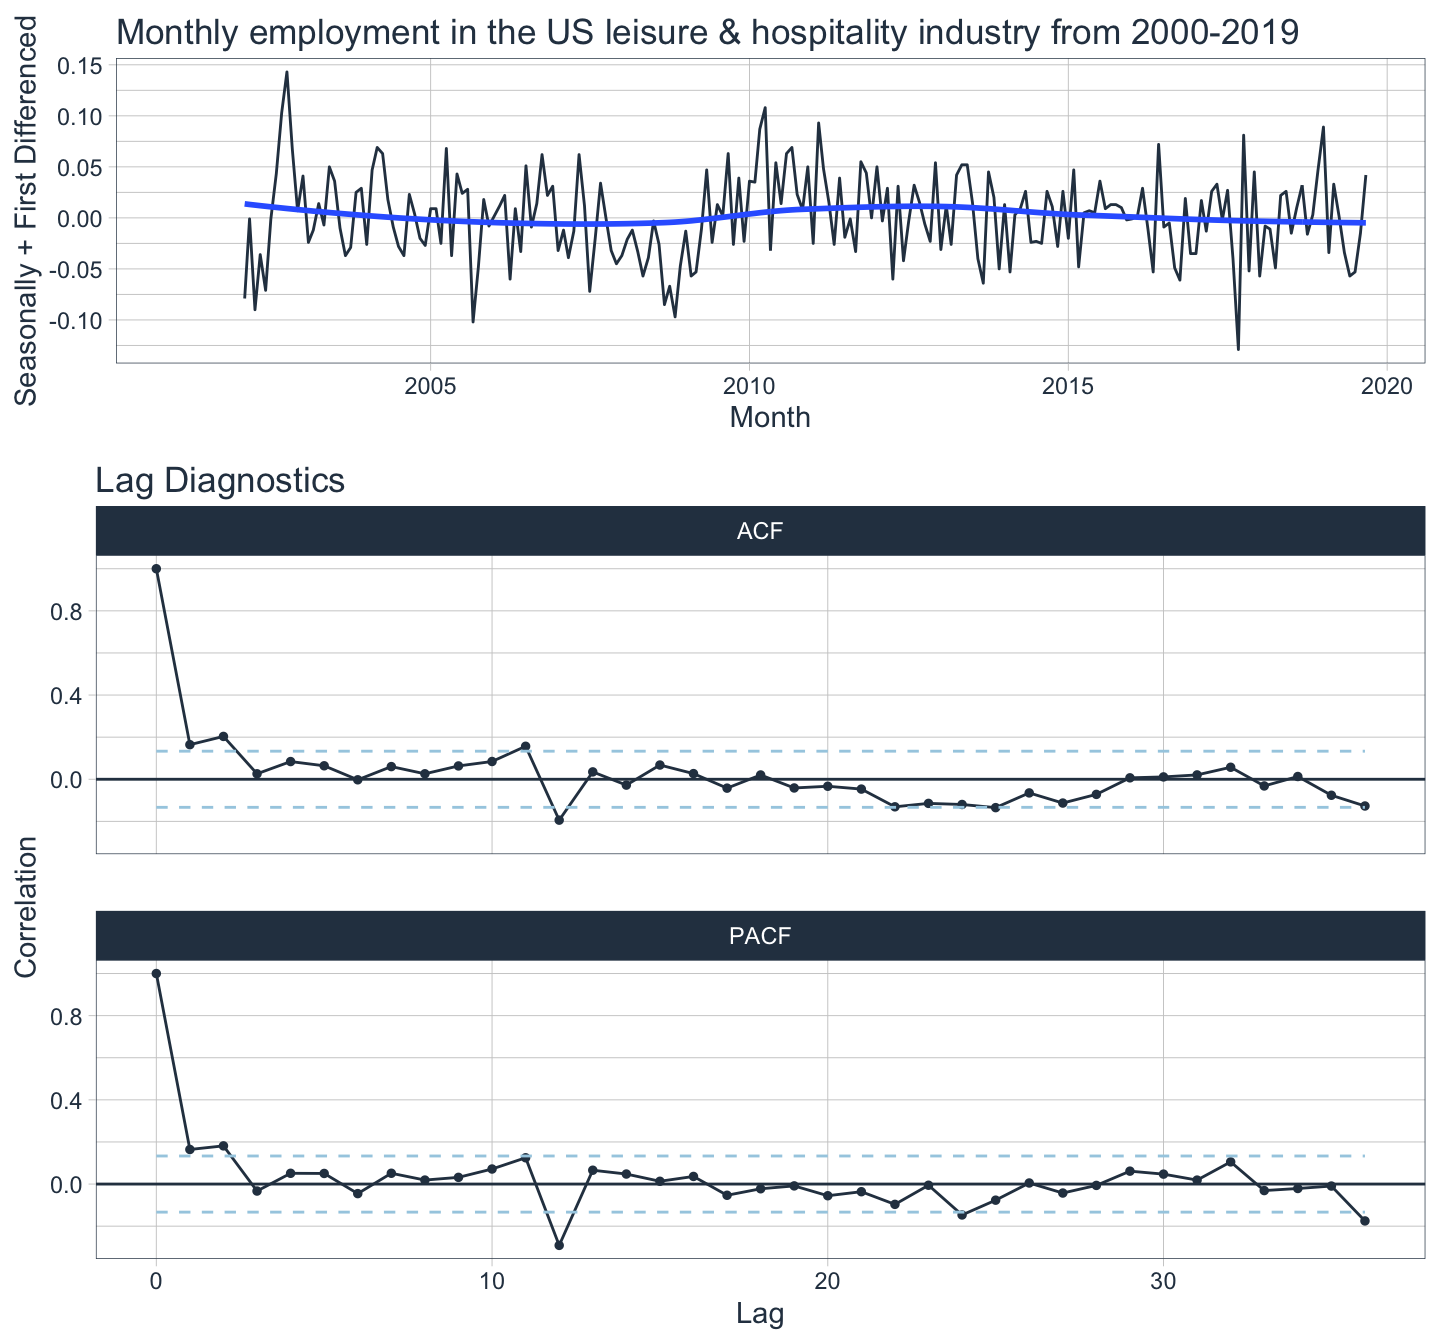 Monthly employment in the US leisure & hospitality industry from 2000-2019
Seasonally + First Differenced
0.15
0.10
0.05
0.00
-0.05
-0.10
2005
2010
2015
2020
Month
Lag Diagnostics
ACF
0.8
0.4
0.0
Correlation
PACF
0.8
0.4
0.0
0
10
20
30
Lag